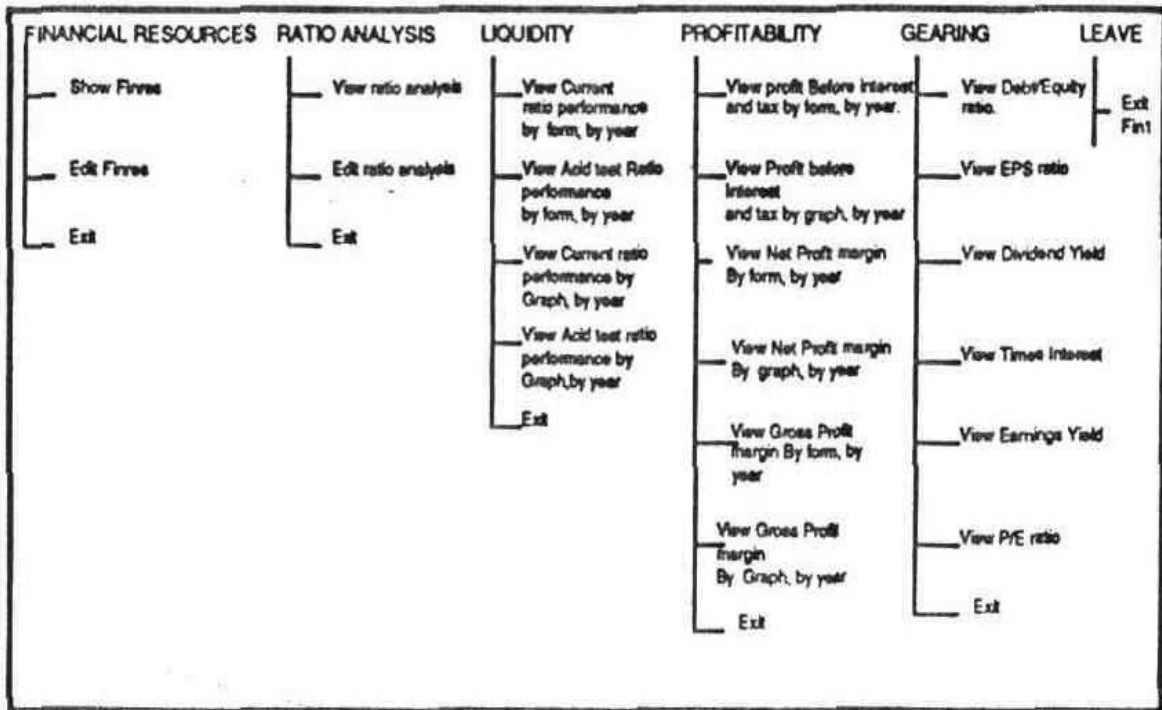 FINANCIAL RESOURCES
Show Finres
Edit Finres
Exit
RATIO ANALYSIS
View ratio analysis
Edit ratio analysis
Exit
LIQUIDITY
View Current
ratio performance
by form, by year
View Acid test Ratio
performance
by form, by year
View Current ratio
performance by
Graph, by year
View Acid test ratio
performance by
Graph,by year
Exit
PROFITABILITY
View profit Before interest
and tax by form, by year.
View Profit before
Interest
and tax by graph, by year
View Net Profit margin
By form, by year
View Net Profit margin
By graph, by year
View Gross Profit
margin By form, by
year
View Gross Profit
margin
By Graph, by year
Exit
GEARING
View Debt/Equity
ratio.
View EPS ratio
View Dividend Yield
View Times Interest
View Earnings Yield
View P/E ratio
Exit
LEAVE
Exit
Fin1